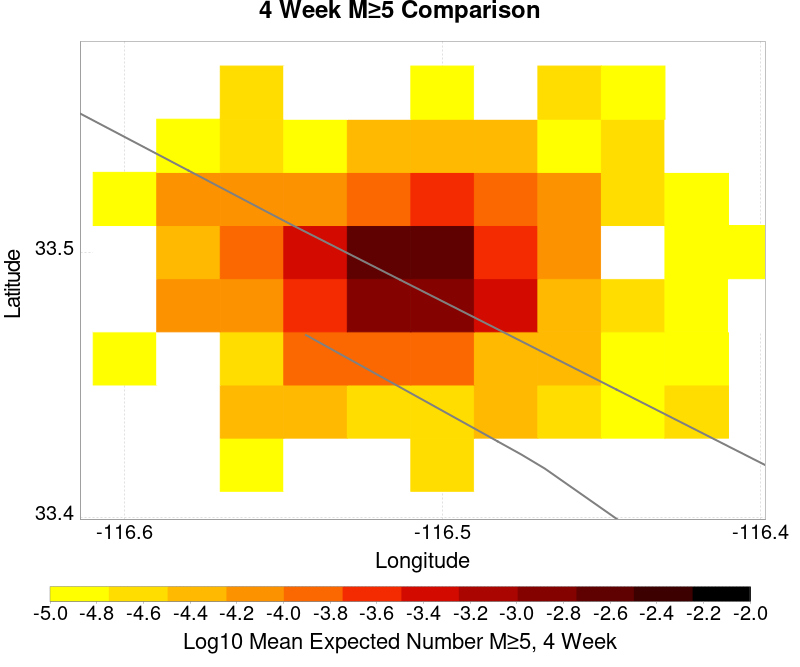 4 Week M≥5 Comparison
Latitude
33.5
33.4
-116.6 -116.5 -116.4
Longitude
-5.0 -4.8 -4.6 -4.4 -4.2 -4.0 -3.8 -3.6 -3.4 -3.2 -3.0 -2.8 -2.6 -2.4 -2.2 -2.0
Log10 Mean Expected Number M≥5, 4 Week